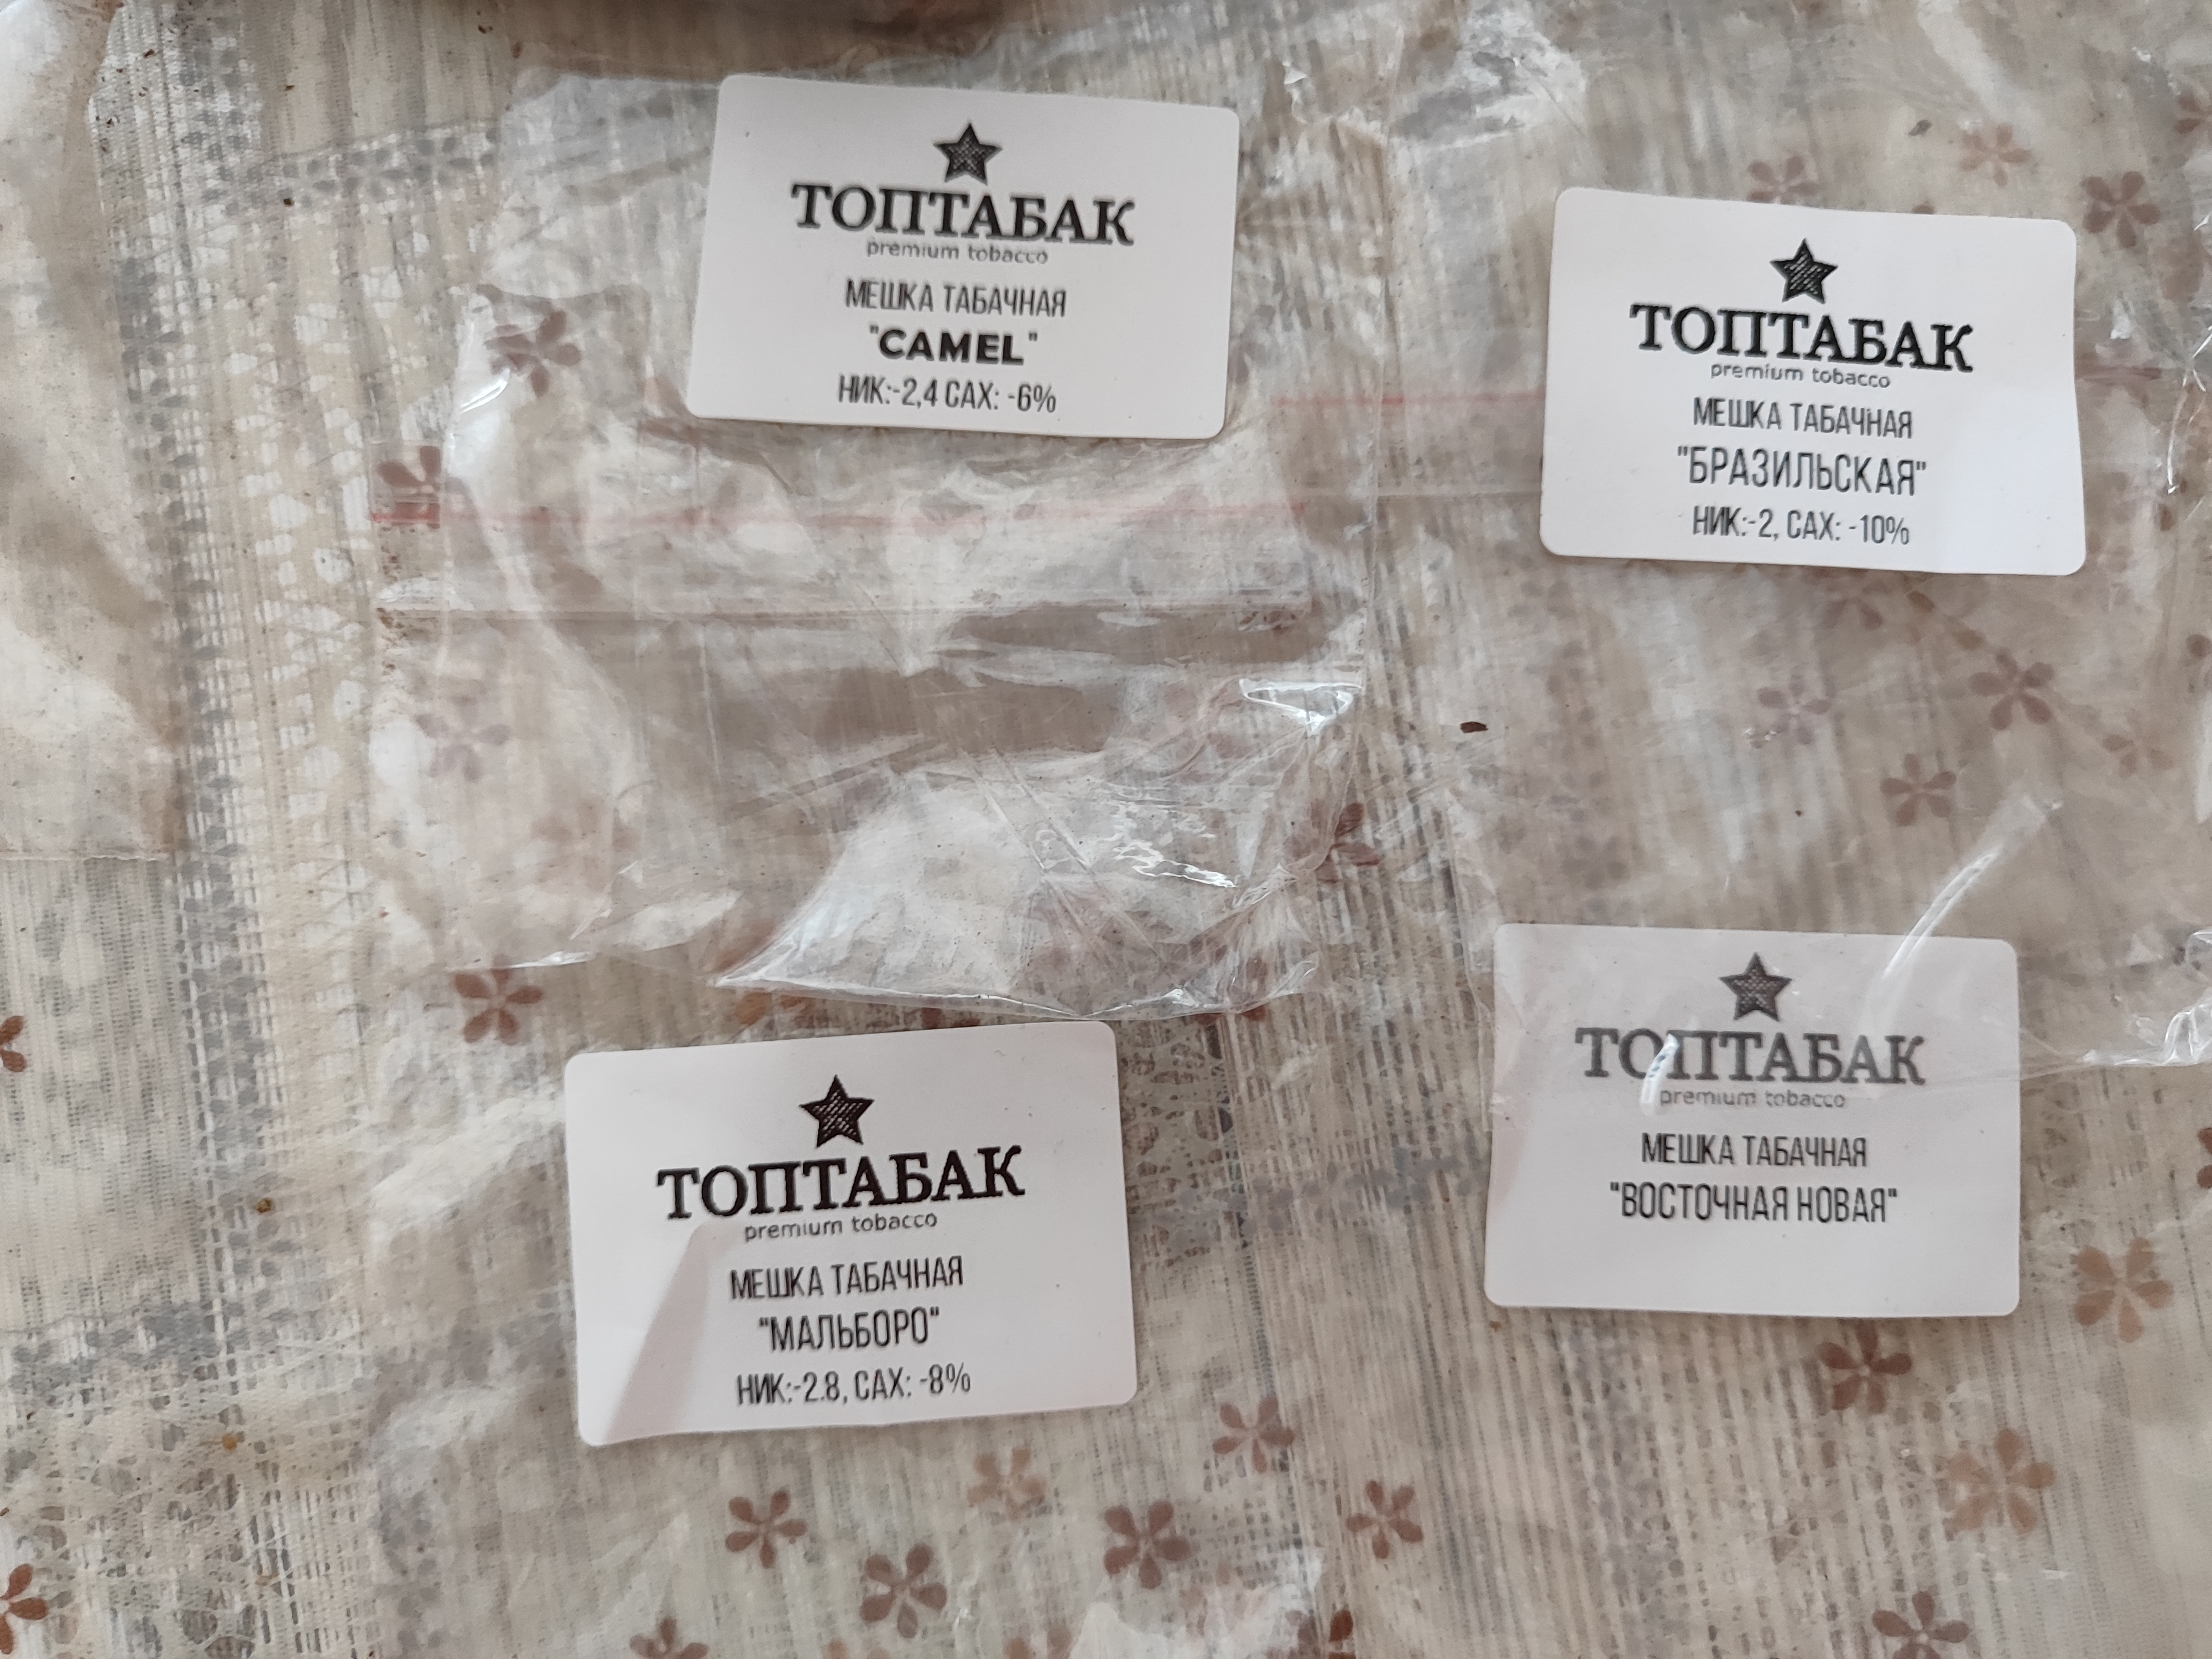 ТОПТАБАК
premium tobacco
МЕШКА ТАБАЧНАЯ
"CAMEL"
НИК:-2,4 САХ: -6%
ТОПТАБАК
premium tobacco
МЕШКА ТАБАЧНАЯ
"БРАЗИЛЬСКАЯ"
НИК:-2, САХ: -10%
ТОПТАБАК
premium tobacco
МЕШКА ТАБАЧНАЯ
"МАЛЬБОРО"
НИК:-2.8, САХ: -8%
ТОПТАБАК
premium tobacco
МЕШКА ТАБАЧНАЯ
"ВОСТОЧНАЯ НОВАЯ"